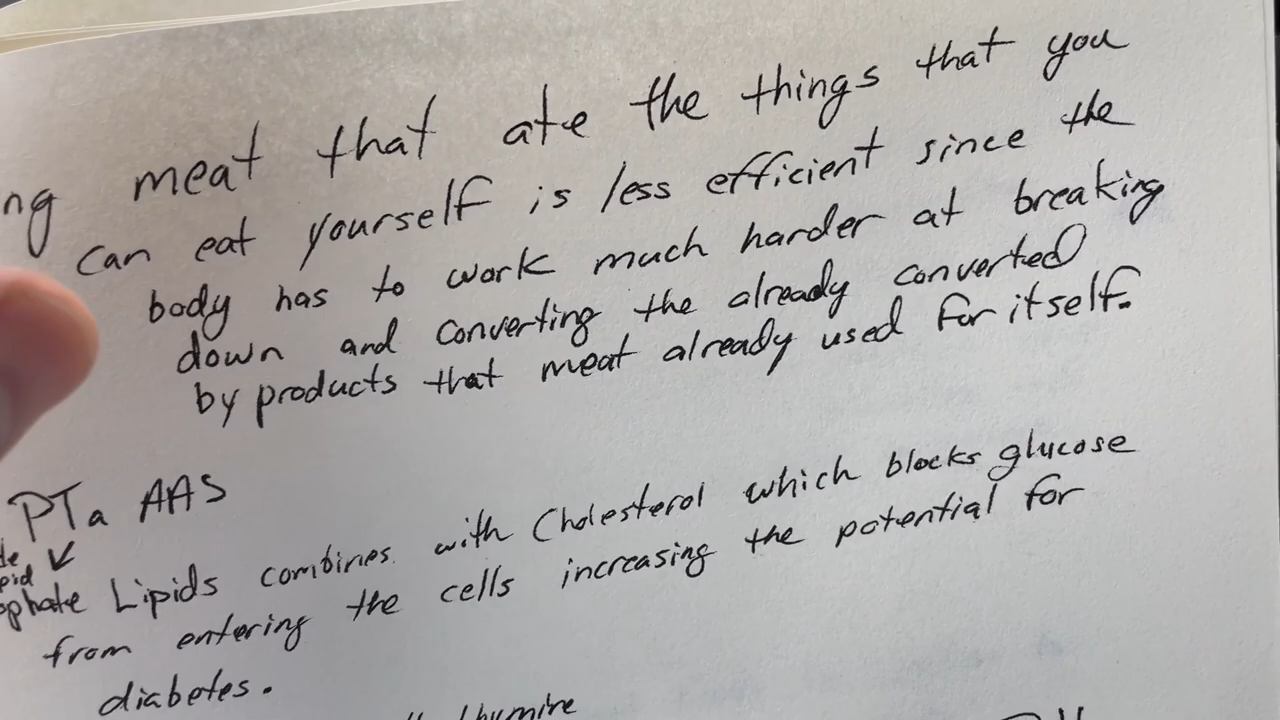 ng meat that ate the things that you
can eat yourself is less efficient since the
body has to work much harder at breaking
down and converting the already converted
by products that meat already used for itself.
PTa AAS
Lipids combines with Cholesterol which blocks glucose
from entering the cells increasing the potential for
diabetes.